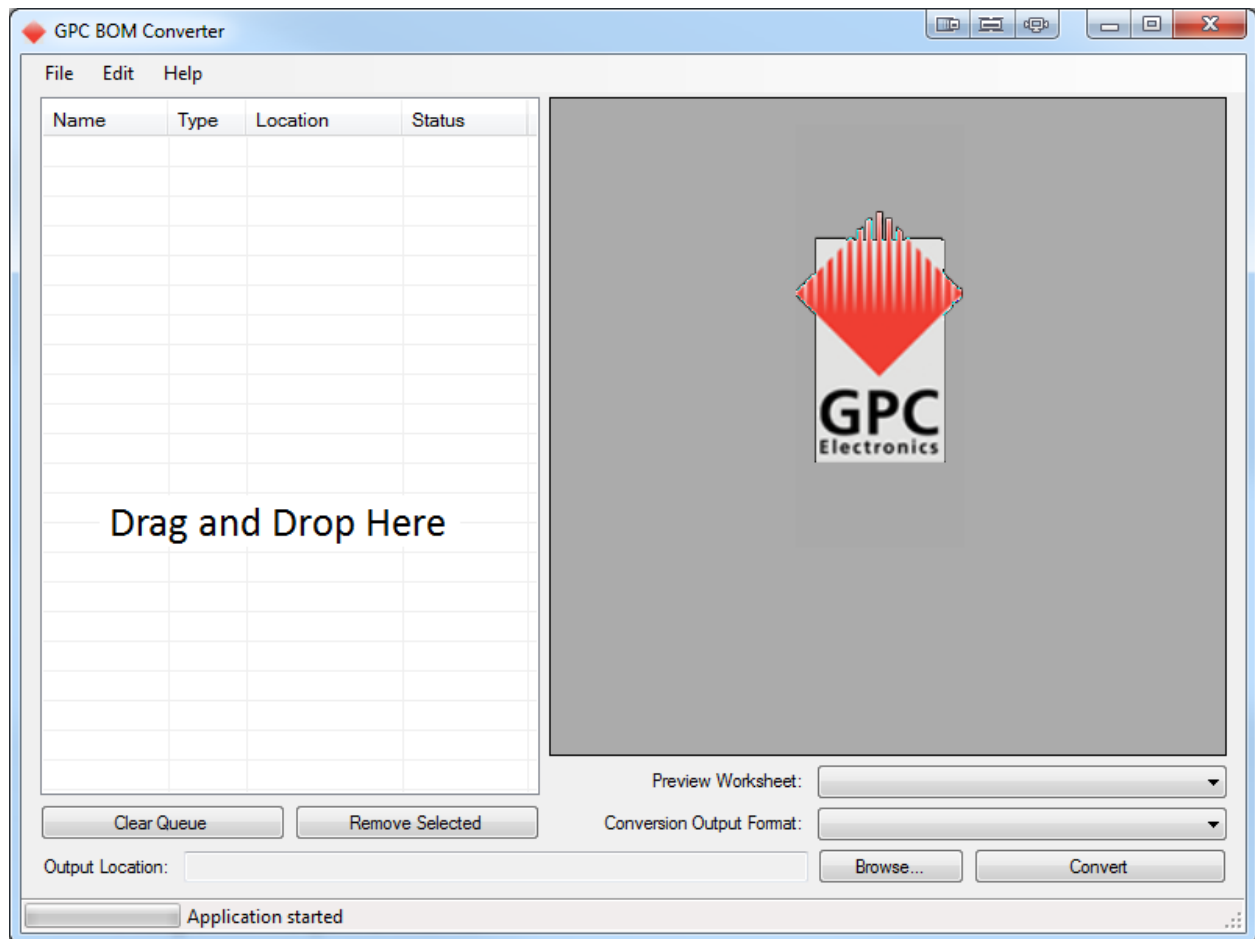 GPC BOM Converter
File Edit Help
Name Type Location Status
GPC
Electronics
Drag and Drop Here
Preview Worksheet:
Clear Queue Remove Selected Conversion Output Format:
Output Location: Browse... Convert
Application started